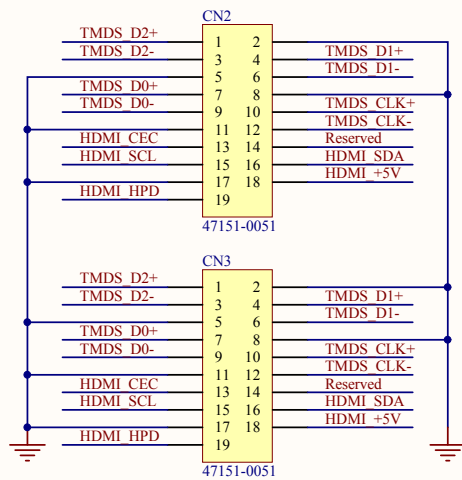 CN2
TMDS_D2+ 1 2
TMDS_D2- 3 4 TMDS_D1+
5 6 TMDS_D1-
TMDS_D0+ 7 8
TMDS_D0- 9 10 TMDS_CLK+
11 12 TMDS_CLK-
HDMI_CEC 13 14 Reserved
HDMI_SCL 15 16 HDMI_SDA
17 18 HDMI_+5V
HDMI_HPD 19
47151-0051
CN3
TMDS_D2+ 1 2
TMDS_D2- 3 4 TMDS_D1+
5 6 TMDS_D1-
TMDS_D0+ 7 8
TMDS_D0- 9 10 TMDS_CLK+
11 12 TMDS_CLK-
HDMI_CEC 13 14 Reserved
HDMI_SCL 15 16 HDMI_SDA
17 18 HDMI_+5V
HDMI_HPD 19
47151-0051